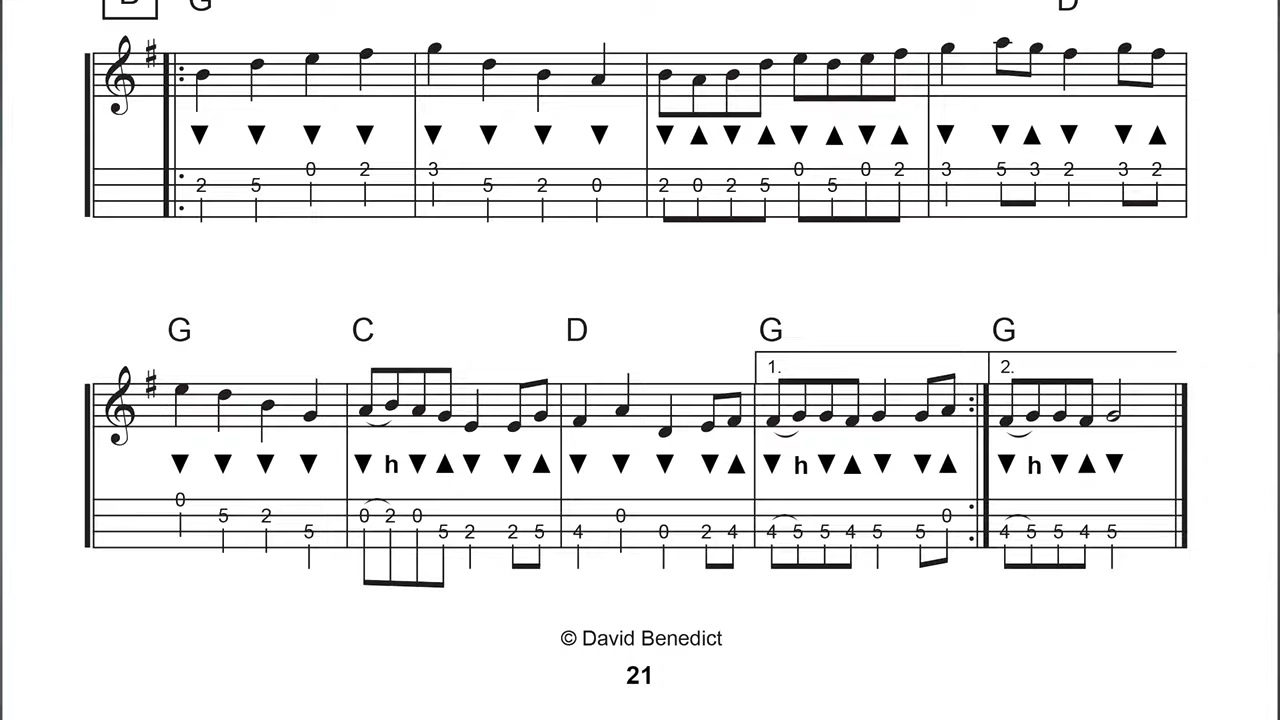 B G D
2 5 0 2 3 5 2 0 2 0 2 5 0 5 0 2 3 5 3 2 3 2
G C D G G
1. 2.
h h h
0 5 2 5 0 2 0 5 2 2 5 4 0 0 2 4 4 5 5 4 5 5 0 4 5 5 4 5
© David Benedict
21